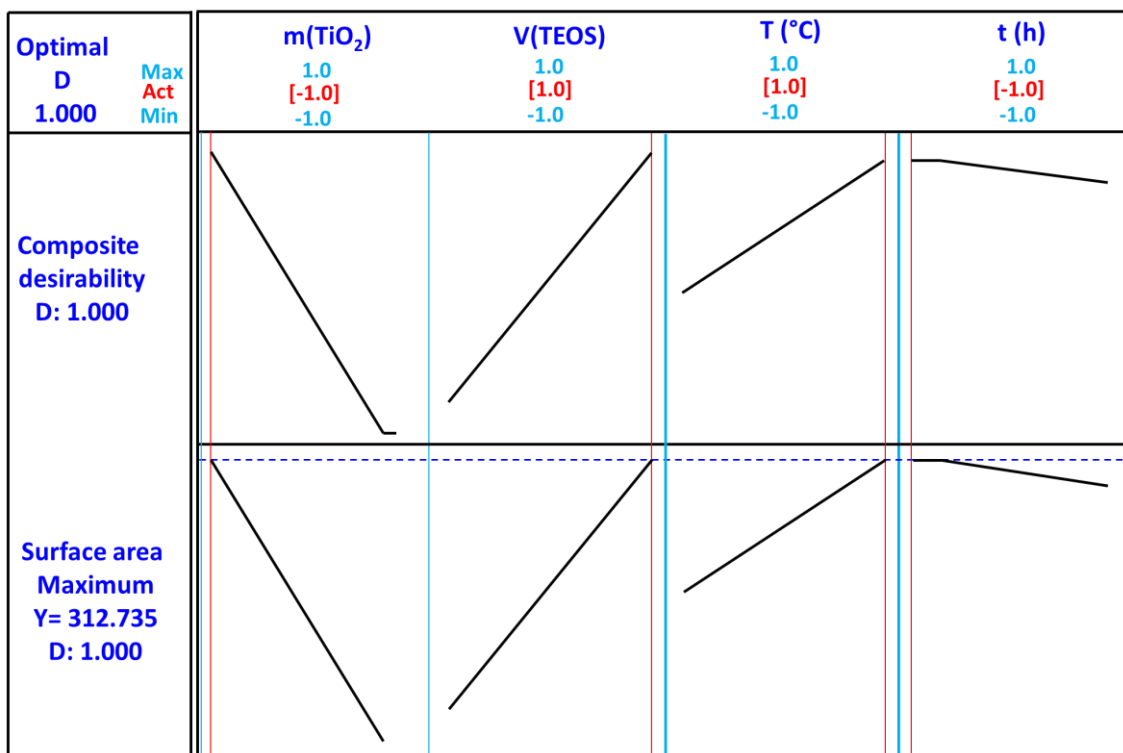 Optimal
D
1.000
Max
Act
Min
m(TiO₂)
1.0
[-1.0]
-1.0
V(TEOS)
1.0
[1.0]
-1.0
T (°C)
1.0
[1.0]
-1.0
t (h)
1.0
[-1.0]
-1.0
Composite
desirability
D: 1.000
Surface area
Maximum
Y= 312.735
D: 1.000